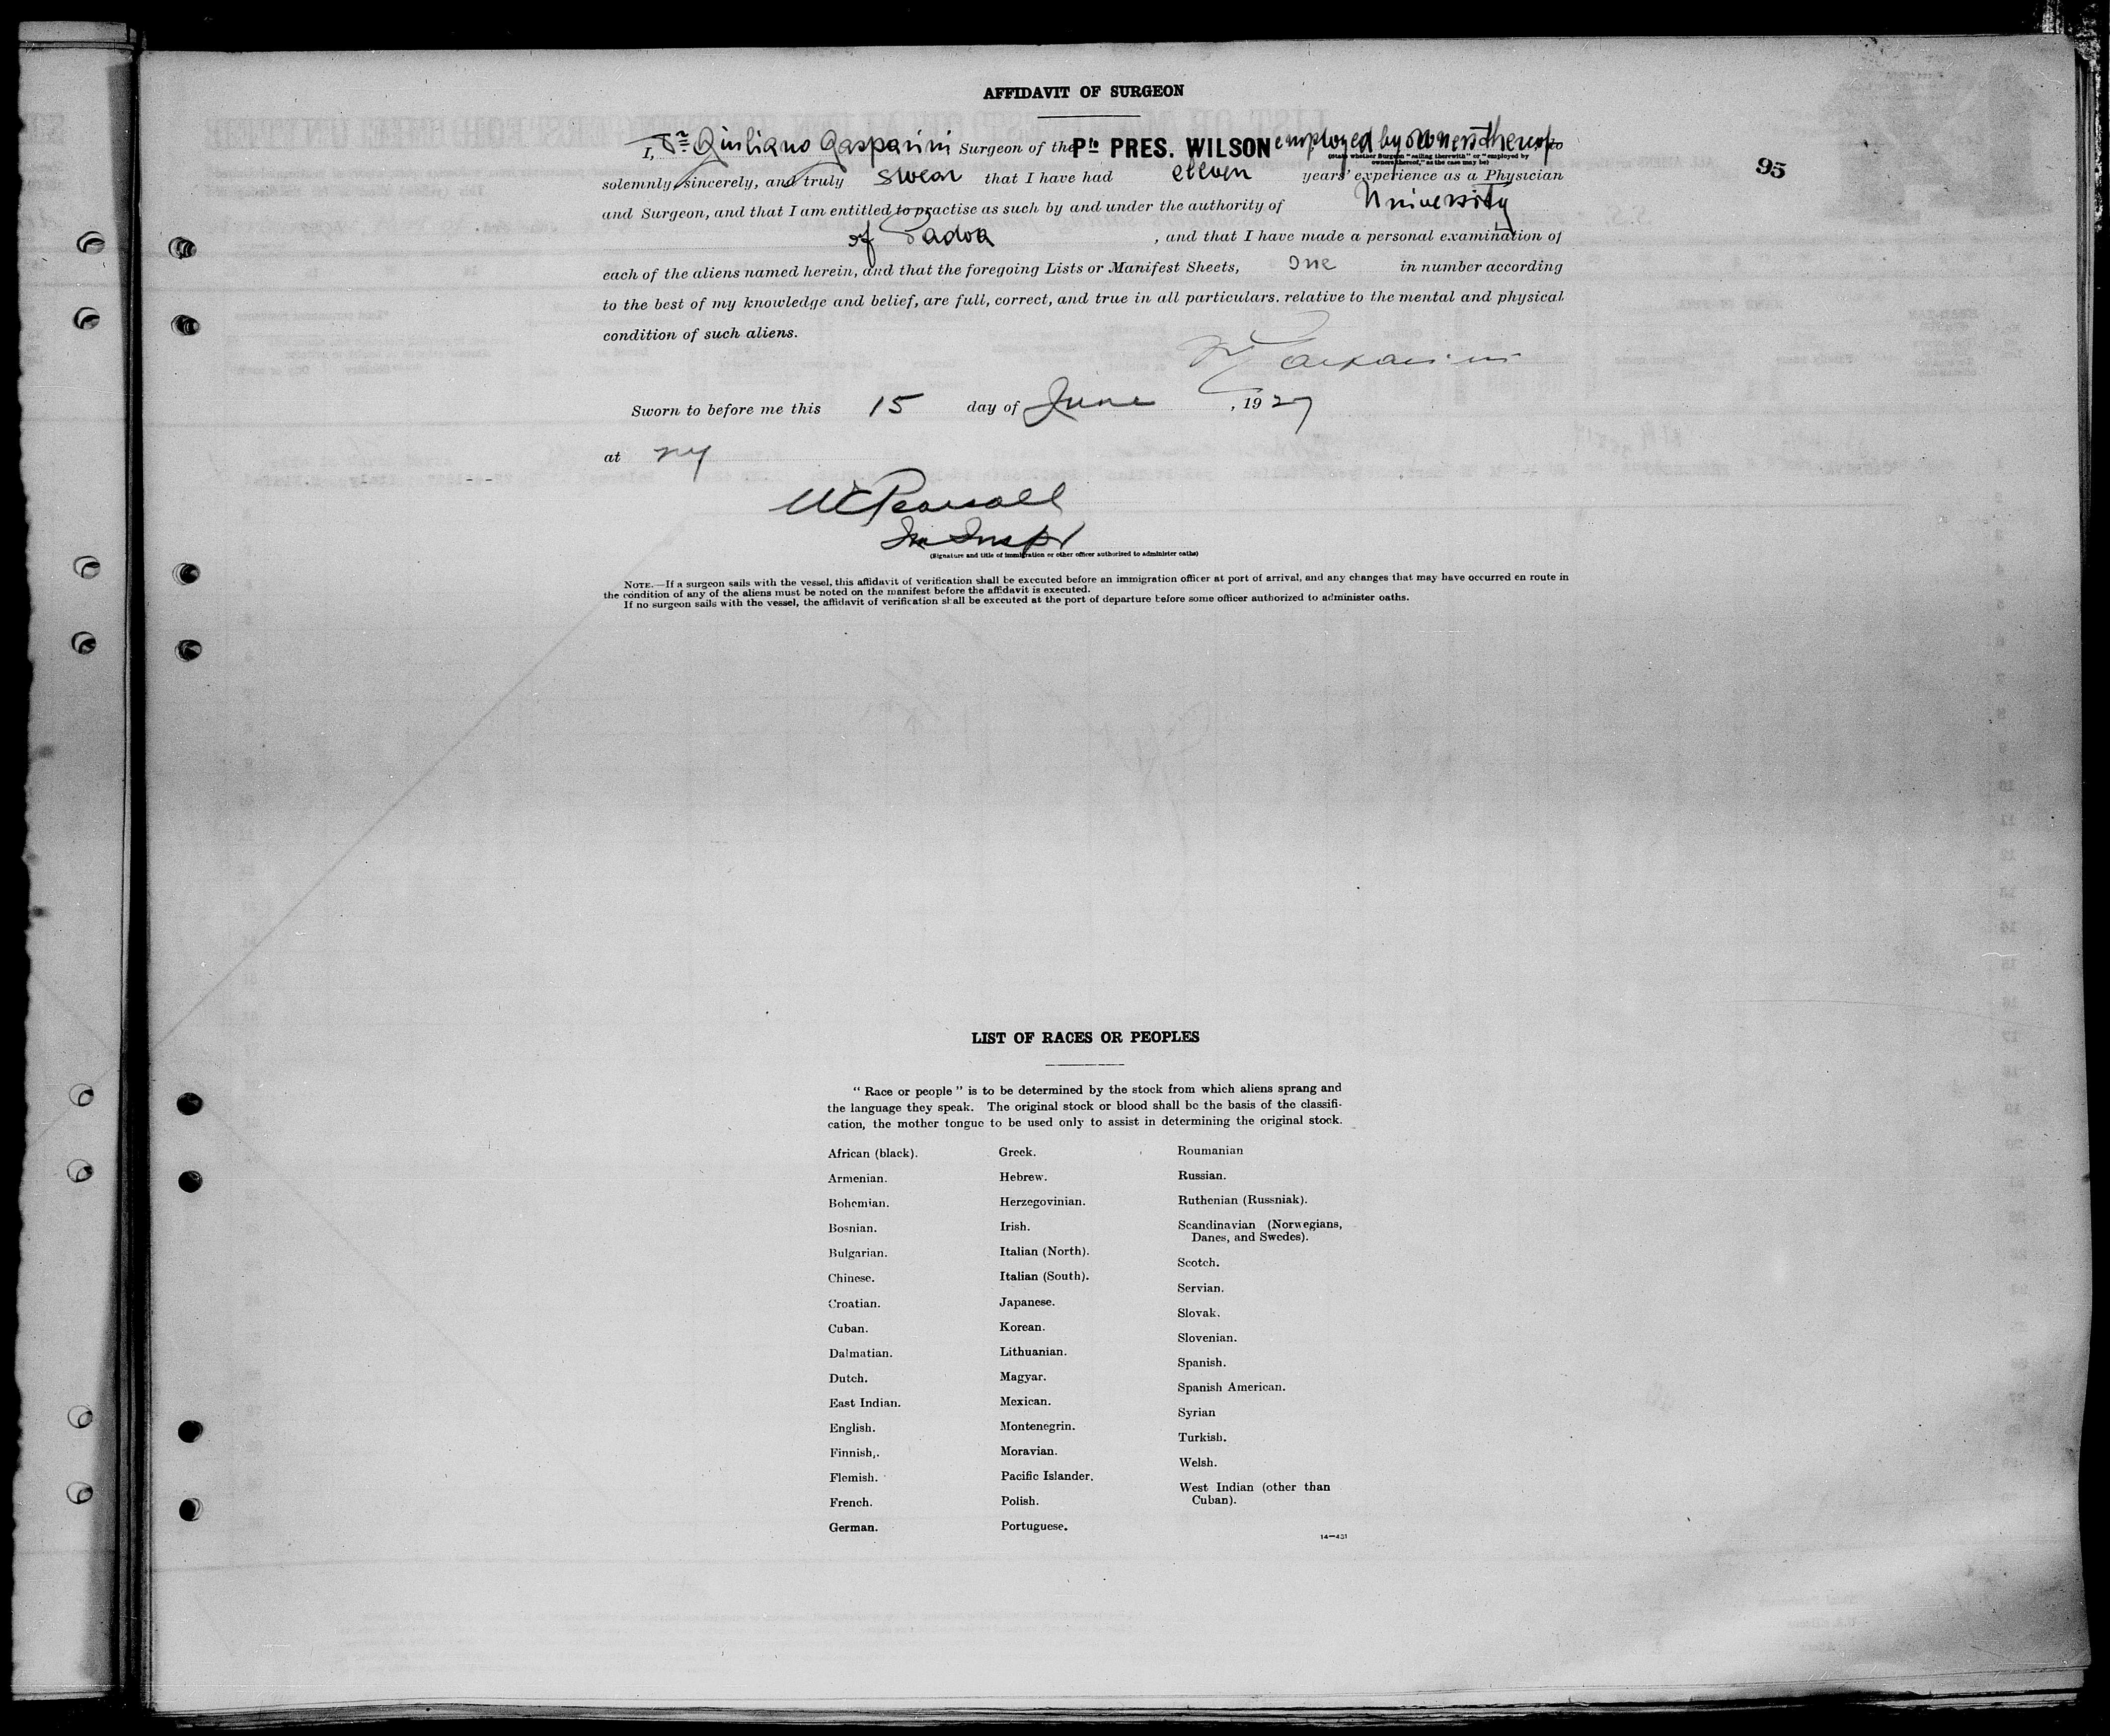 AFFIDAVIT OF SURGEON
95
I, Dr Giuliano Gasparini Surgeon of the Pfo PRES. WILSON employed by owners thereof do
(State whether Surgeon "sailing therewith" or "employed by owners thereof," as the case may be)
solemnly, sincerely, and truly swear that I have had eleven years' experience as a Physician
and Surgeon, and that I am entitled to practise as such by and under the authority of University
of Padova , and that I have made a personal examination of
each of the aliens named herein, and that the foregoing Lists or Manifest Sheets, one in number according
to the best of my knowledge and belief, are full, correct, and true in all particulars. relative to the mental and physical
condition of such aliens.
Gasparini
Sworn to before me this 15 day of June , 1927
at NY
WC Pearsall
Im Inspr
(Signature and title of immigration or other officer authorized to administer oaths)
NOTE.—If a surgeon sails with the vessel, this affidavit of verification shall be executed before an immigration officer at port of arrival, and any changes that may have occurred en route in
the condition of any of the aliens must be noted on the manifest before the affidavit is executed.
If no surgeon sails with the vessel, the affidavit of verification shall be executed at the port of departure before some officer authorized to administer oaths.
LIST OF RACES OR PEOPLES
"Race or people" is to be determined by the stock from which aliens sprang and
the language they speak. The original stock or blood shall be the basis of the classifi-
cation, the mother tongue to be used only to assist in determining the original stock.
African (black).
Armenian.
Bohemian.
Bosnian.
Bulgarian.
Chinese.
Croatian.
Cuban.
Dalmatian.
Dutch.
East Indian.
English.
Finnish,.
Flemish.
French.
German.
Greek.
Hebrew.
Herzegovinian.
Irish.
Italian (North).
Italian (South).
Japanese.
Korean.
Lithuanian.
Magyar.
Mexican.
Montenegrin.
Moravian.
Pacific Islander.
Polish.
Portuguese.
Roumanian
Russian.
Ruthenian (Russniak).
Scandinavian (Norwegians,
Danes, and Swedes).
Scotch.
Servian.
Slovak.
Slovenian.
Spanish.
Spanish American.
Syrian
Turkish.
Welsh.
West Indian (other than
Cuban).
14—431